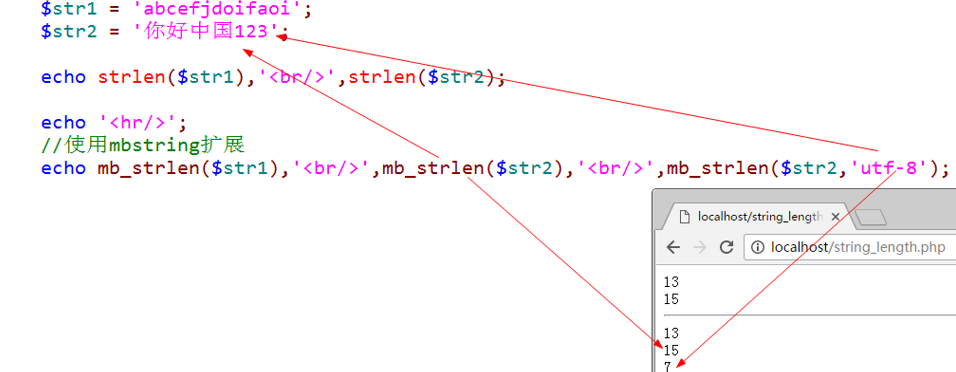 $str1 = 'abcefjdoifaoi';
$str2 = '你好中国123';
echo strlen($str1),'<br/>',strlen($str2);
echo '<hr/>';
//使用mbstring扩展
echo mb_strlen($str1),'<br/>',mb_strlen($str2),'<br/>',mb_strlen($str2,'utf-8');
localhost/string_length
localhost/string_length.php
13
15
13
15
7